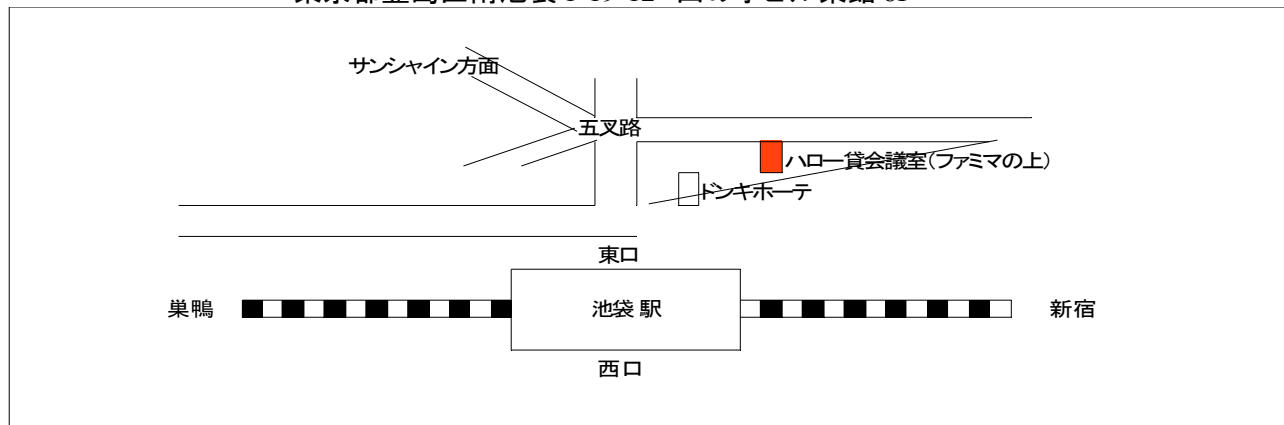 サンシャイン方面
五叉路
ハロー貸会議室(ファミマの上)
ドンキホーテ
東口
巣鴨
池袋駅
新宿
西口